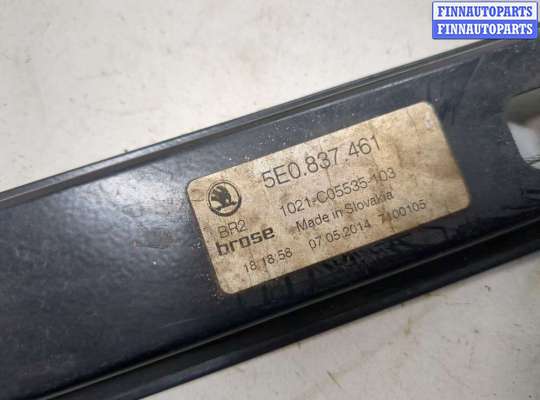 FINNAUTOPARTS
FINNAUTOPARTS
5E0.837.461
1021-C05535-103
BR2
Made in Slovakia
brose
18:18:58 07.05.2014 7400105